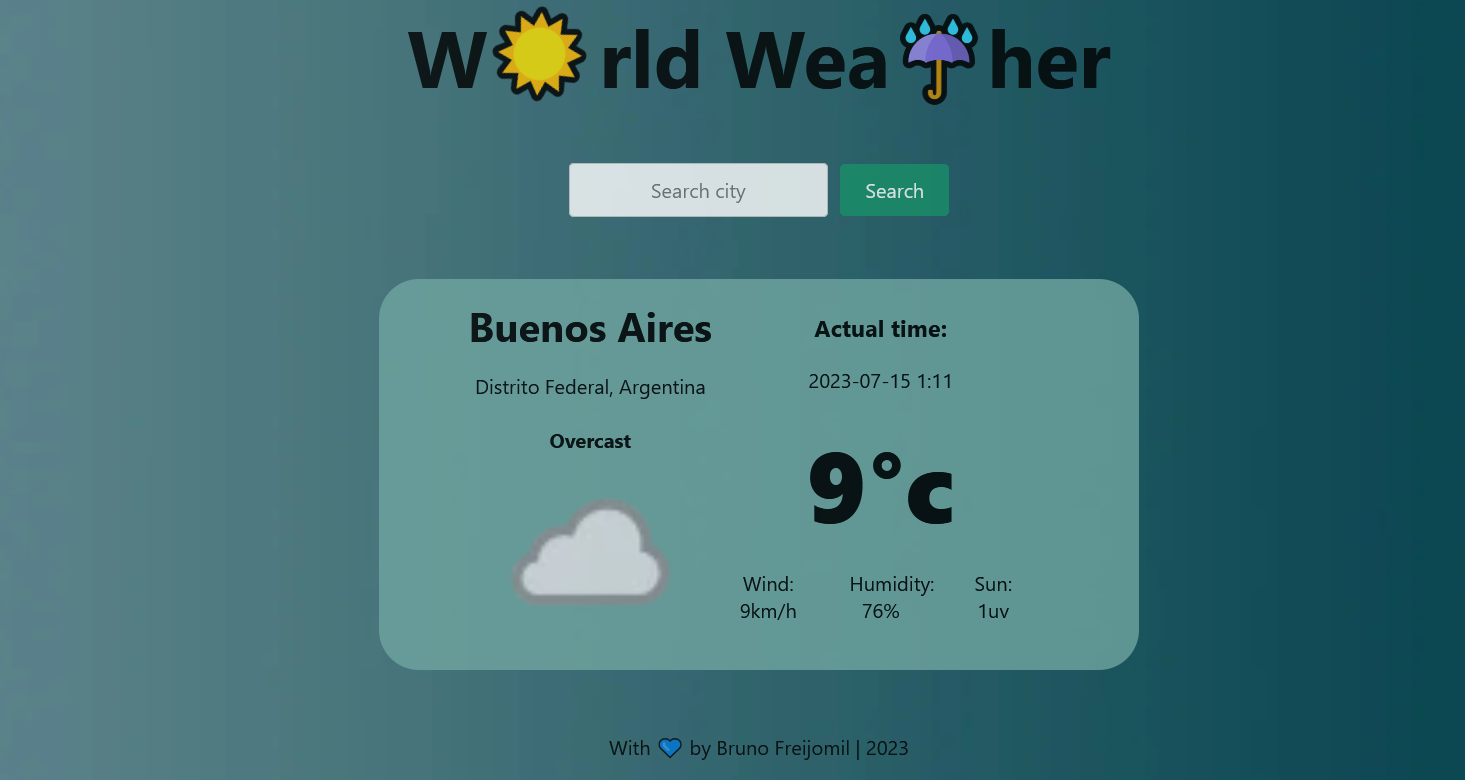 W☀️rld Wea☔her
Search city Search
Buenos Aires
Distrito Federal, Argentina
Overcast
Actual time:
2023-07-15 1:11
9°c
Wind: Humidity: Sun:
9km/h 76% 1uv
With 💙 by Bruno Freijomil | 2023